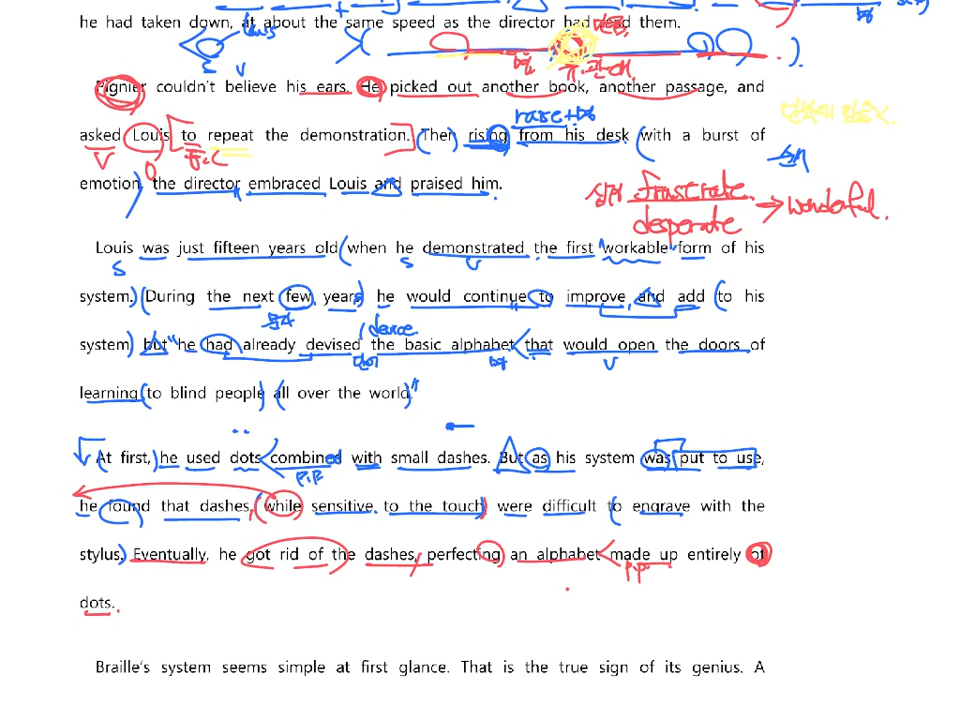 he had taken down, at about the same speed as the director had read them.
Pignier couldn't believe his ears. He picked out another book, another passage, and
asked Louis to repeat the demonstration. Then rising from his desk with a burst of
emotion, the director embraced Louis and praised him.
frustrate
desperate
wonderful.
Louis was just fifteen years old when he demonstrated the first workable form of his
system. During the next few years he would continue to improve and add to his
system, but he had already devised the basic alphabet that would open the doors of
learning to blind people all over the world.
At first, he used dots combined with small dashes. But as his system was put to use,
p.p
he found that dashes, while sensitive to the touch, were difficult to engrave with the
stylus. Eventually, he got rid of the dashes, perfecting an alphabet made up entirely of
p.p.
dots.
Braille's system seems simple at first glance. That is the true sign of its genius. A